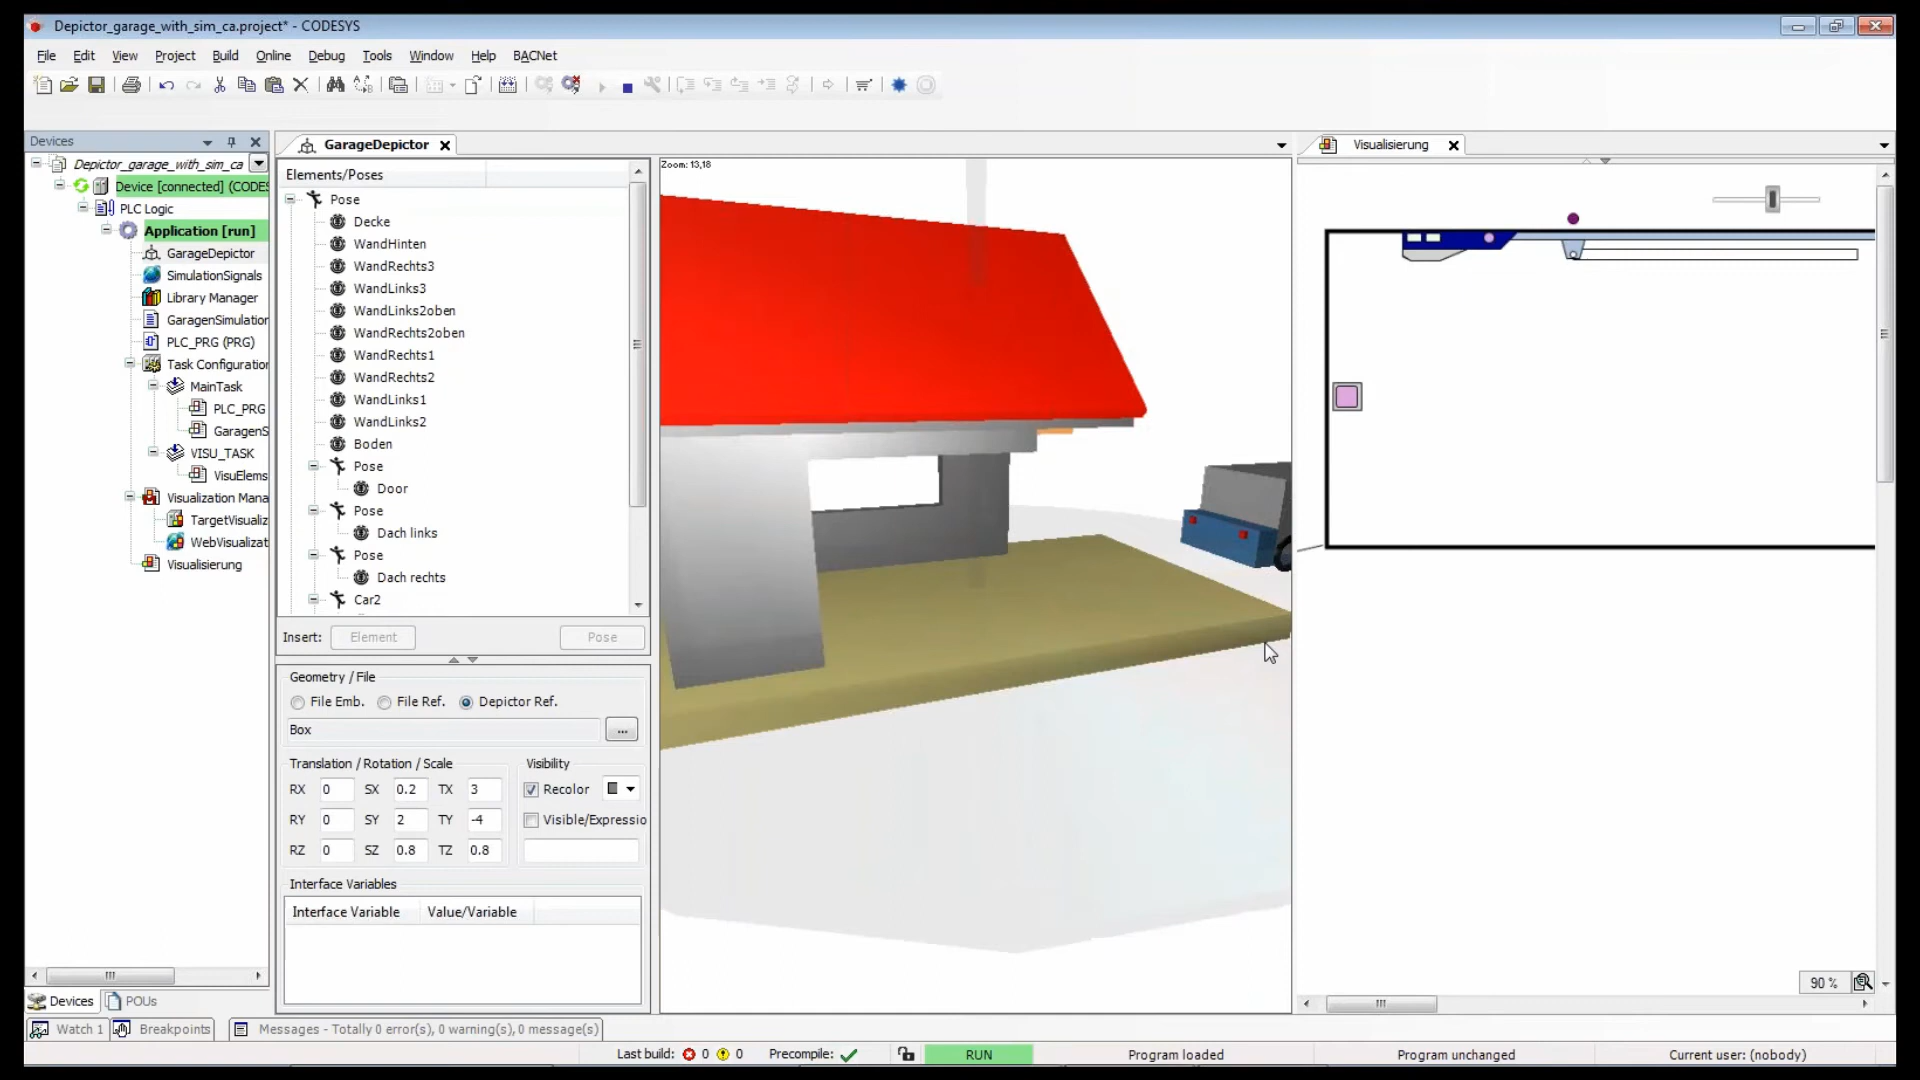 Depictor_garage_with_sim_ca.project* - CODESYS
File Edit View Project Build Online Debug Tools Window Help BACNet
Devices
Depictor_garage_with_sim_ca
Device [connected] (CODES
PLC Logic
Application [run]
GarageDepictor
SimulationSignals
Library Manager
GaragenSimulation
PLC_PRG (PRG)
Task Configuration
MainTask
PLC_PRG
GaragenS
VISU_TASK
VisuElems
Visualization Mana
TargetVisualiz
WebVisualizat
Visualisierung
Devices POUs
GarageDepictor
Elements/Poses
Pose
Decke
WandHinten
WandRechts3
WandLinks3
WandLinks2oben
WandRechts2oben
WandRechts1
WandRechts2
WandLinks1
WandLinks2
Boden
Pose
Door
Pose
Dach links
Pose
Dach rechts
Car2
Insert: Element Pose
Geometry / File
File Emb. File Ref. Depictor Ref.
Box ...
Translation / Rotation / Scale Visibility
RX 0 SX 0.2 TX 3 Recolor
RY 0 SY 2 TY -4 Visible/Expressio
RZ 0 SZ 0.8 TZ 0.8
Interface Variables
Interface Variable Value/Variable
Zoom: 13,18
Visualisierung
90 %
Watch 1 Breakpoints Messages - Totally 0 error(s), 0 warning(s), 0 message(s)
Last build: 0 0 Precompile: RUN Program loaded Program unchanged Current user: (nobody)